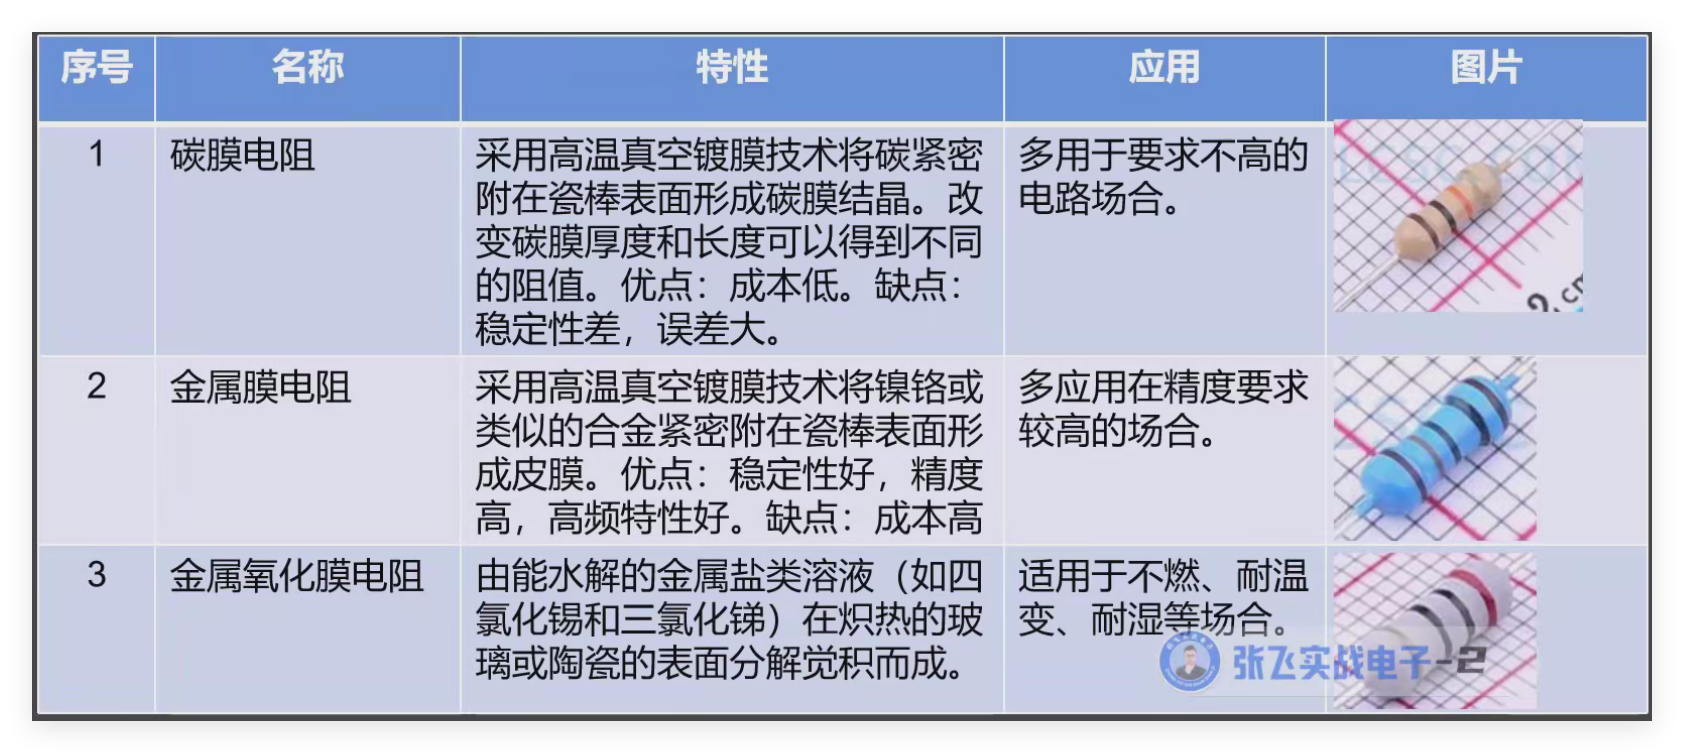 序号 名称 特性 应用 图片
1 碳膜电阻 采用高温真空镀膜技术将碳紧密 多用于要求不高的
附在瓷棒表面形成碳膜结晶。改 电路场合。
变碳膜厚度和长度可以得到不同
的阻值。优点：成本低。缺点：
稳定性差，误差大。
2 金属膜电阻 采用高温真空镀膜技术将镍铬或 多应用在精度要求
类似的合金紧密附在瓷棒表面形 较高的场合。
成皮膜。优点：稳定性好，精度
高，高频特性好。缺点：成本高
3 金属氧化膜电阻 由能水解的金属盐类溶液（如四 适用于不燃、耐温
氯化锡和三氯化锑）在炽热的玻 变、耐湿等场合。
璃或陶瓷的表面分解觉积而成。
张飞实战电子-2